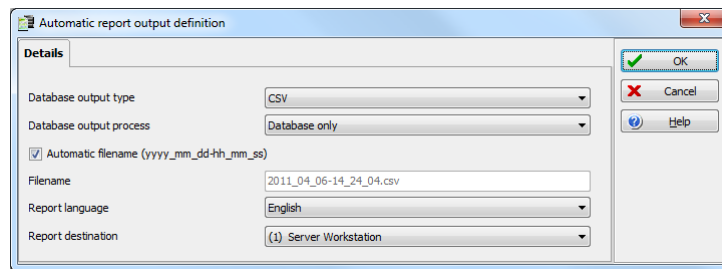 Automatic report output definition
Details
OK
Cancel
Help
Database output type
CSV
Database output process
Database only
Automatic filename (yyyy_mm_dd-hh_mm_ss)
Filename
2011_04_06-14_24_04.csv
Report language
English
Report destination
(1) Server Workstation